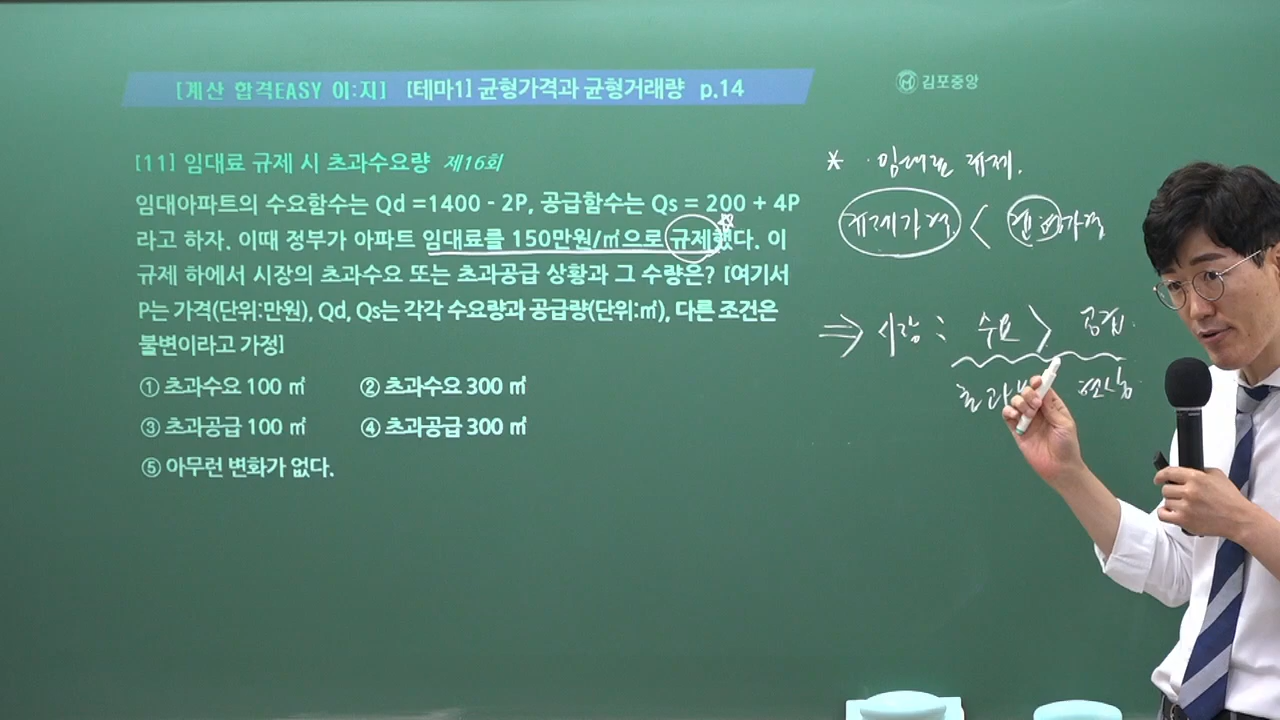 [계산 합격EASY 이:지] [테마1] 균형가격과 균형거래량 p.14
김포중앙
[11] 임대료 규제 시 초과수요량 제16회
임대아파트의 수요함수는 Qd =1400 - 2P, 공급함수는 Qs = 200 + 4P
라고 하자. 이때 정부가 아파트 임대료를 150만원/㎡으로 규제했다. 이
규제 하에서 시장의 초과수요 또는 초과공급 상황과 그 수량은? [여기서
P는 가격(단위:만원), Qd, Qs는 각각 수요량과 공급량(단위:㎡), 다른 조건은
불변이라고 가정]
① 초과수요 100 ㎡ ② 초과수요 300 ㎡
③ 초과공급 100 ㎡ ④ 초과공급 300 ㎡
⑤ 아무런 변화가 없다.
* 임대료 규제.
규제가격 <
⇒ 시장 : 수요 > 공급.
현상